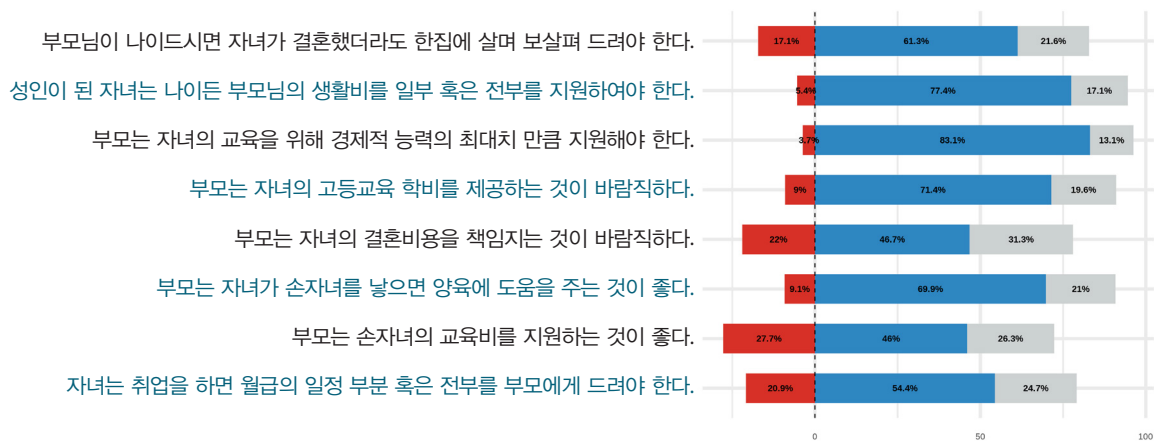 부모님이 나이드시면 자녀가 결혼했더라도 한집에 살며 보살펴 드려야 한다. 17.1% 61.3% 21.6%
성인이 된 자녀는 나이든 부모님의 생활비를 일부 혹은 전부를 지원하여야 한다. 5.4% 77.4% 17.1%
부모는 자녀의 교육을 위해 경제적 능력의 최대치 만큼 지원해야 한다. 3.7% 83.1% 13.1%
부모는 자녀의 고등교육 학비를 제공하는 것이 바람직하다. 9% 71.4% 19.6%
부모는 자녀의 결혼비용을 책임지는 것이 바람직하다. 22% 46.7% 31.3%
부모는 자녀가 손자녀를 낳으면 양육에 도움을 주는 것이 좋다. 9.1% 69.9% 21%
부모는 손자녀의 교육비를 지원하는 것이 좋다. 27.7% 46% 26.3%
자녀는 취업을 하면 월급의 일정 부분 혹은 전부를 부모에게 드려야 한다. 20.9% 54.4% 24.7%
0 50 100